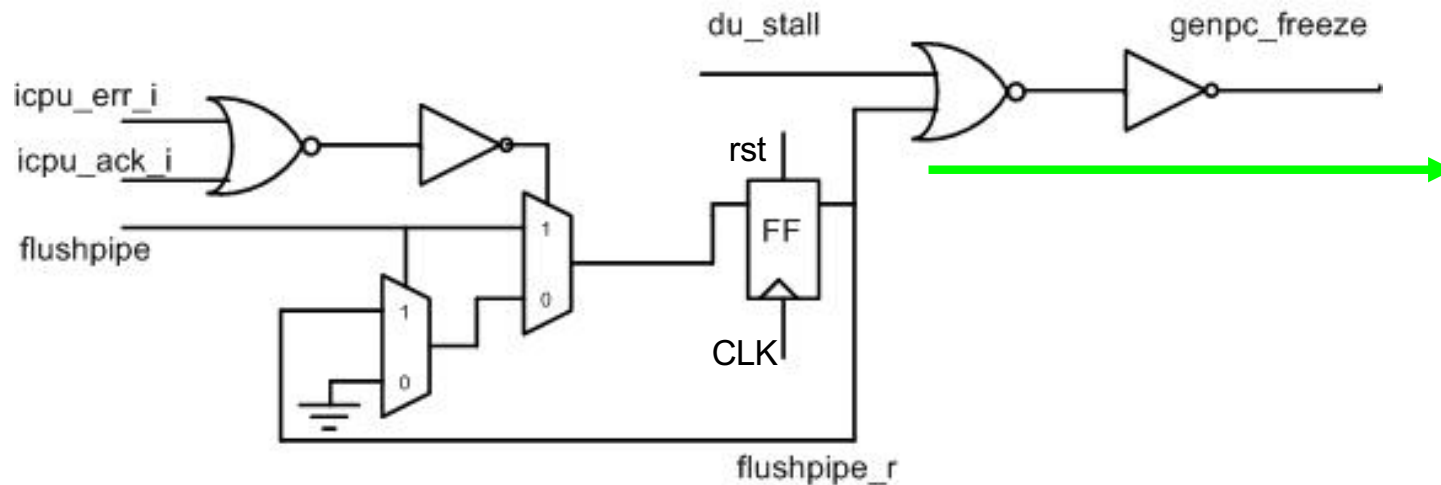 du_stall
genpc_freeze
icpu_err_i
icpu_ack_i
rst
flushpipe
1
FF
1
0
CLK
0
flushpipe_r